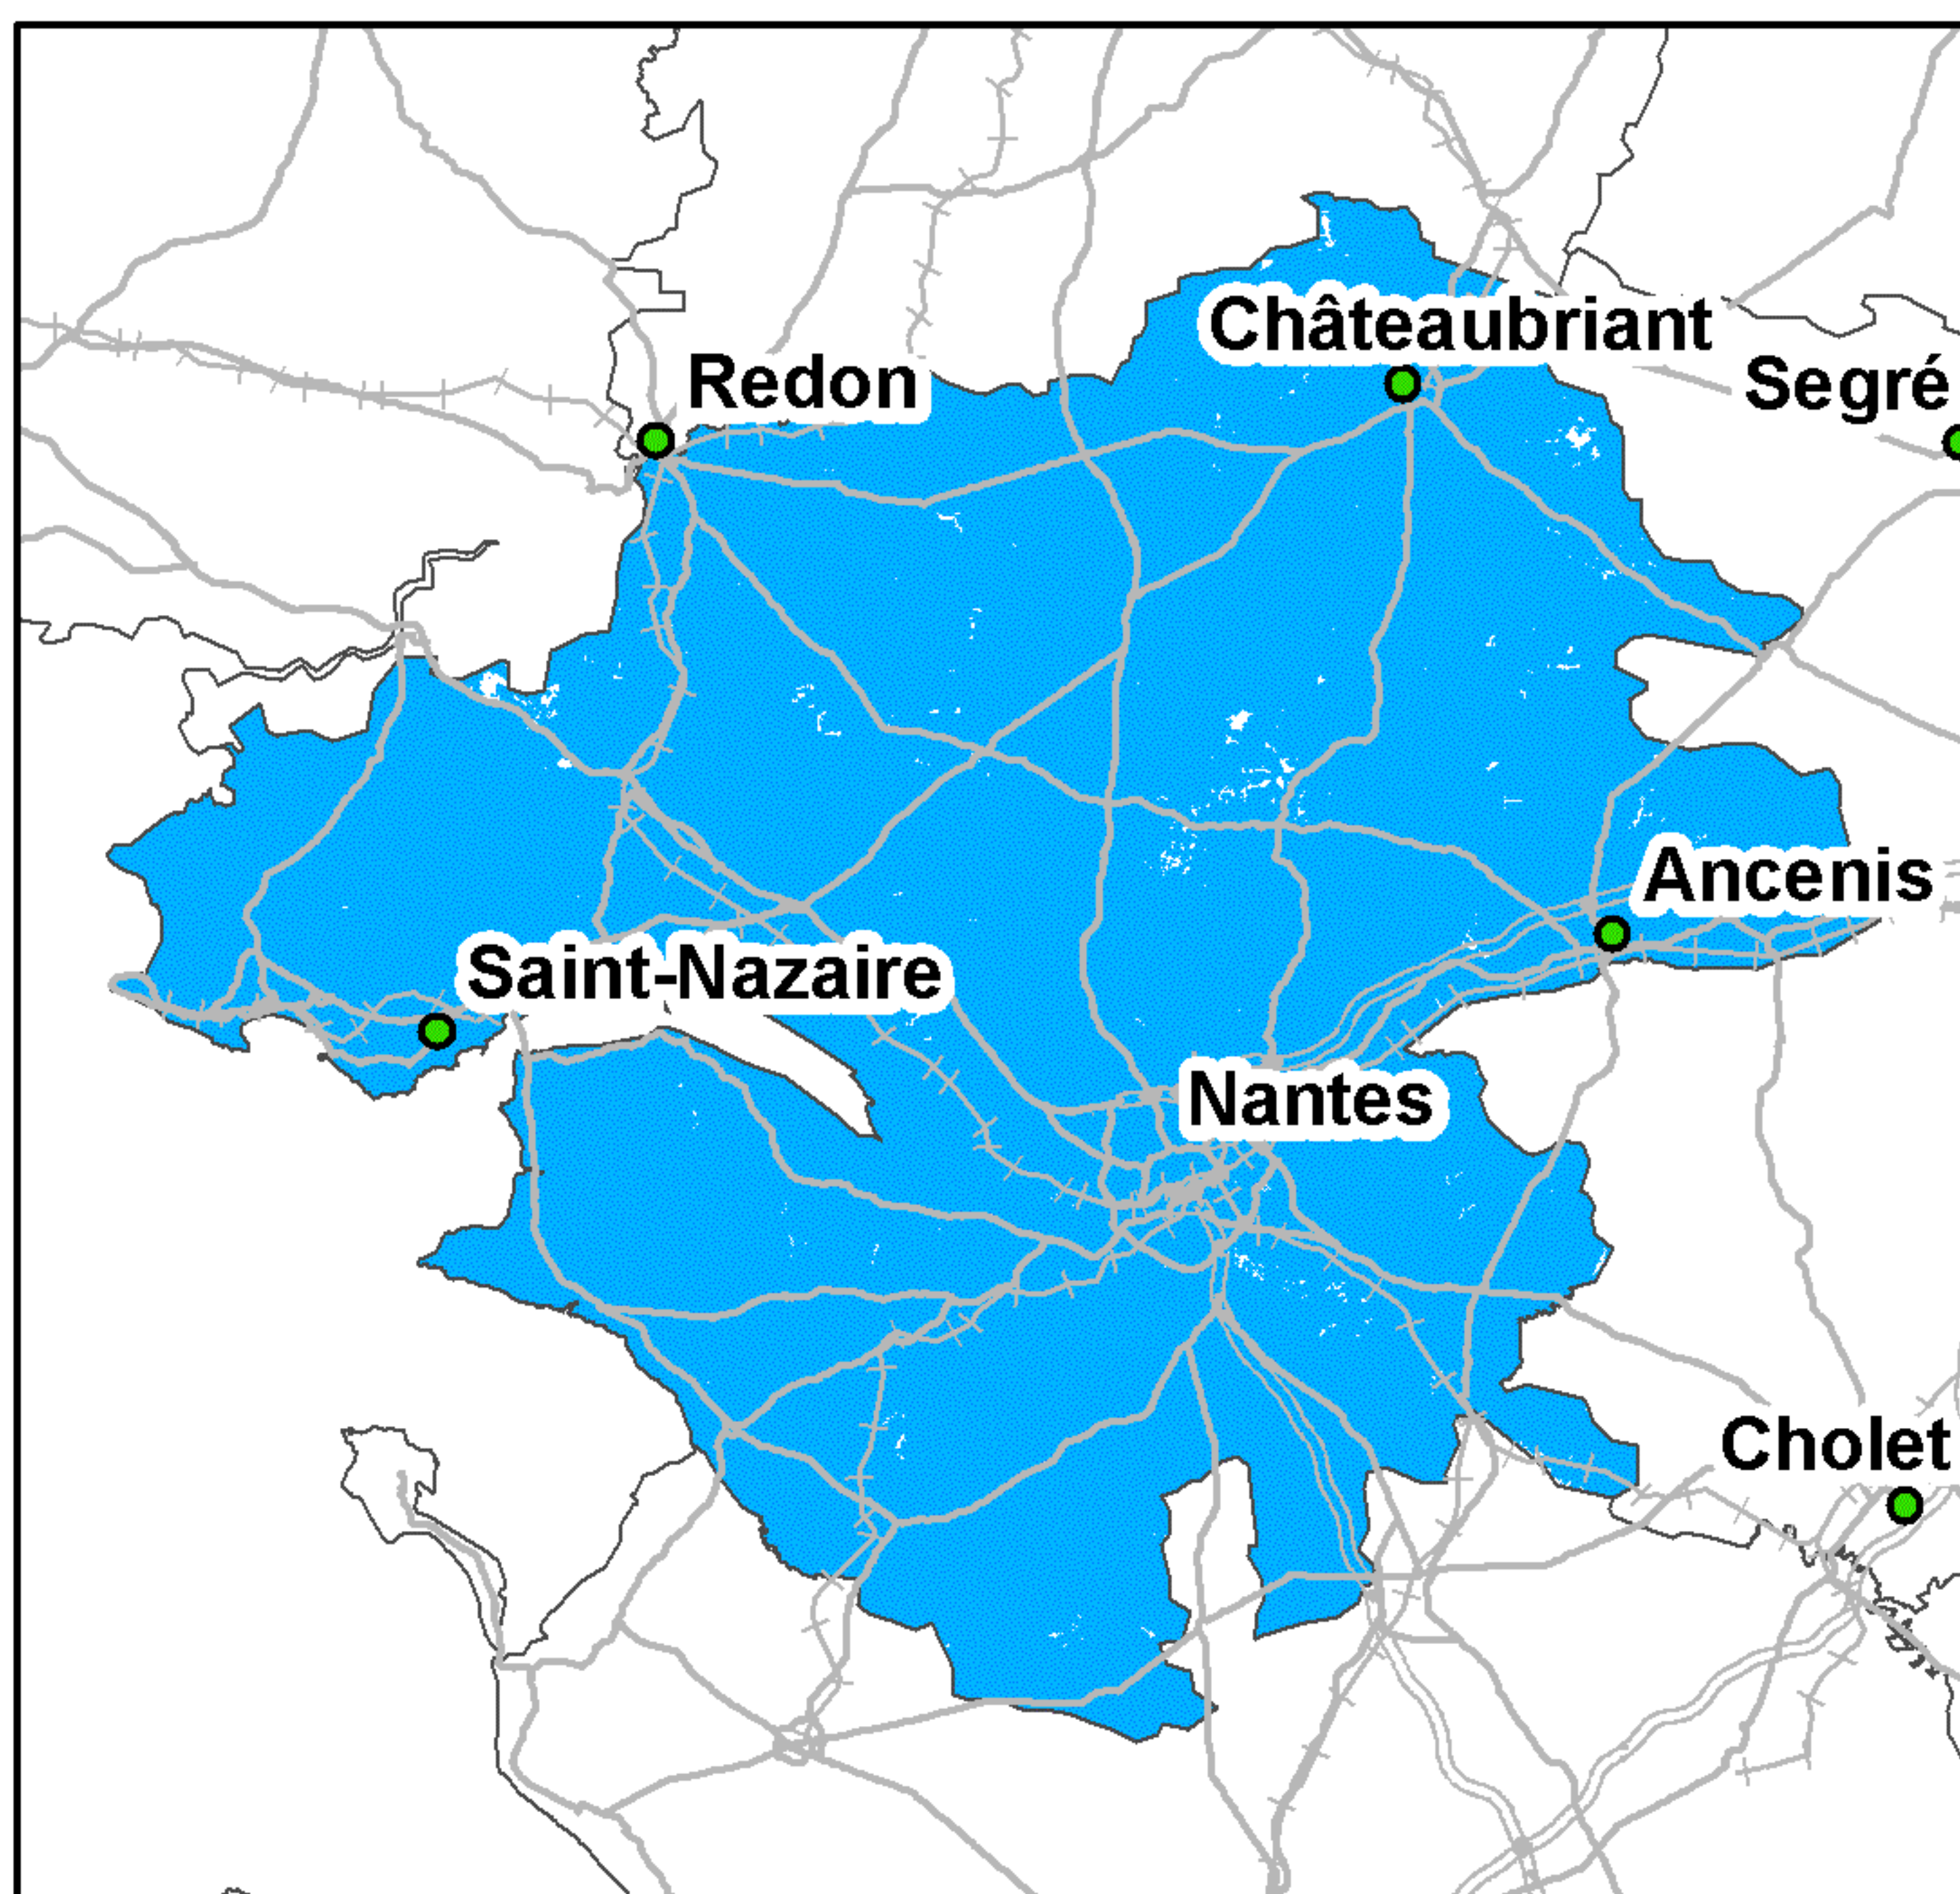 Châteaubriant
Redon
Segré
Ancenis
Saint-Nazaire
Nantes
Cholet